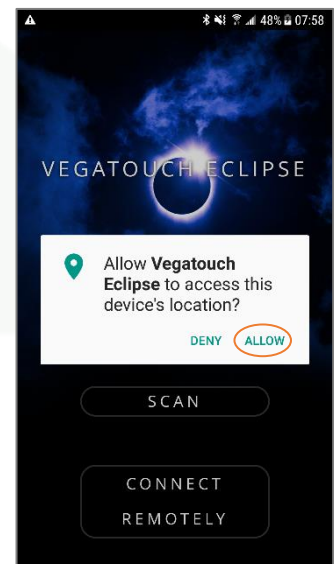 48% 07:58
VEGATOUCH ECLIPSE
Allow Vegatouch
Eclipse to access this
device's location?
DENY ALLOW
SCAN
CONNECT
REMOTELY